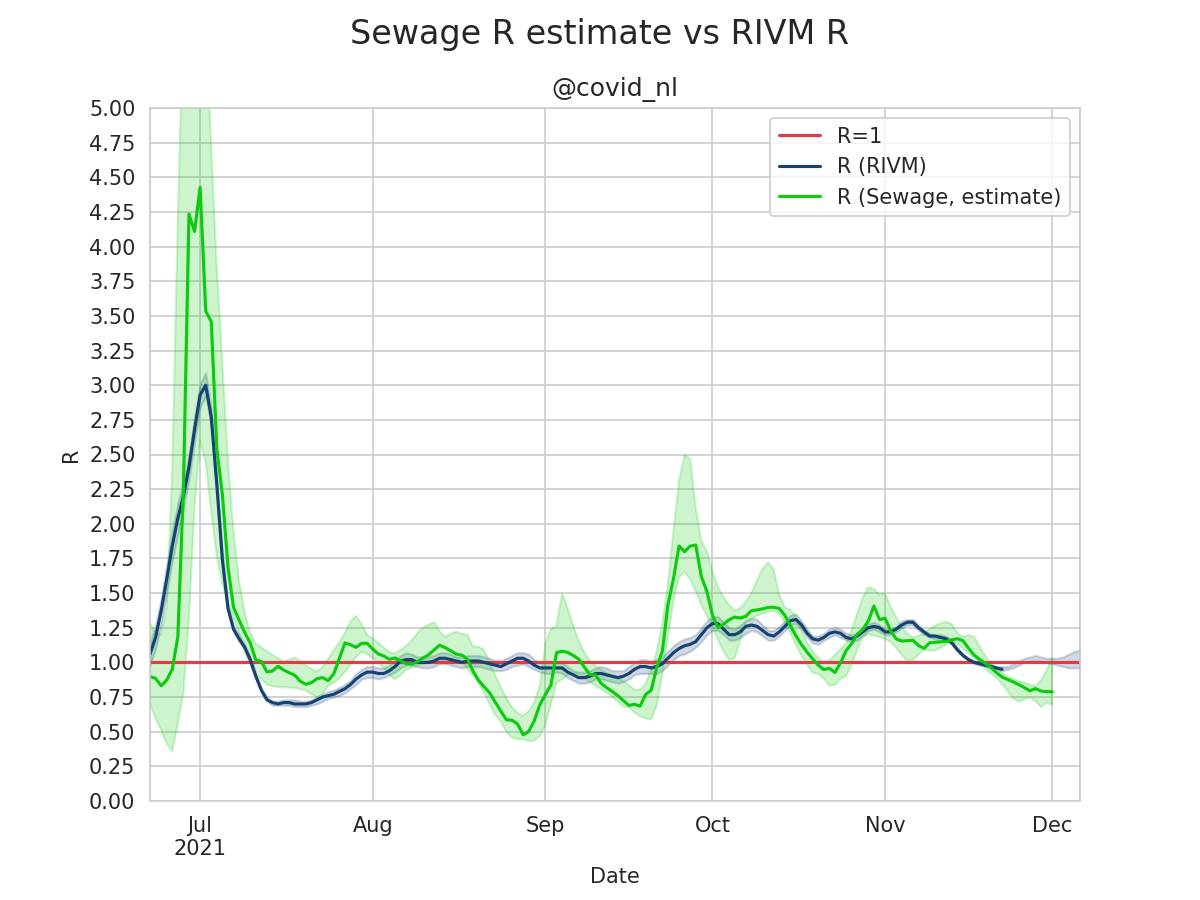 Sewage R estimate vs RIVM R
@covid_nl
R=1
R (RIVM)
R (Sewage, estimate)
5.00
4.75
4.50
4.25
4.00
3.75
3.50
3.25
3.00
2.75
2.50
2.25
2.00
1.75
1.50
1.25
1.00
0.75
0.50
0.25
0.00
R
Jul Aug Sep Oct Nov Dec
2021
Date